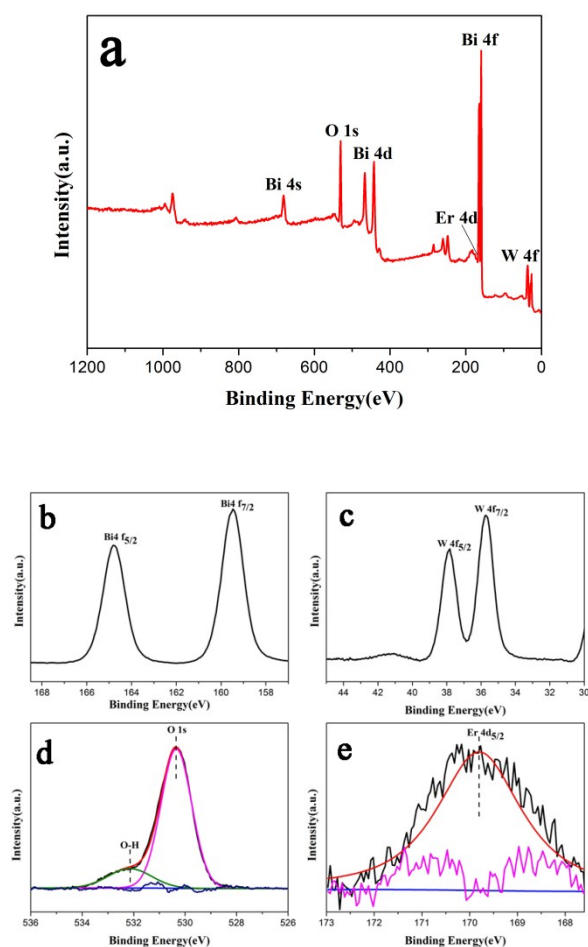 a
Bi 4f
O 1s
Bi 4d
Bi 4s
Er 4d
W 4f
Intensity(a.u.)
1200 1000 800 600 400 200 0
Binding Energy(eV)
b
Bi4 f5/2
Bi4 f7/2
Intensity(a.u.)
168 166 164 162 160 158
Binding Energy(eV)
c
W 4f5/2
W 4f7/2
Intensity(a.u.)
44 42 40 38 36 34 32 30
Binding Energy(eV)
d
O 1s
O-H
Intensity(a.u.)
536 534 532 530 528 526
Binding Energy(eV)
e
Er 4d5/2
Intensity(a.u.)
173 172 171 170 169 168
Binding Energy(eV)